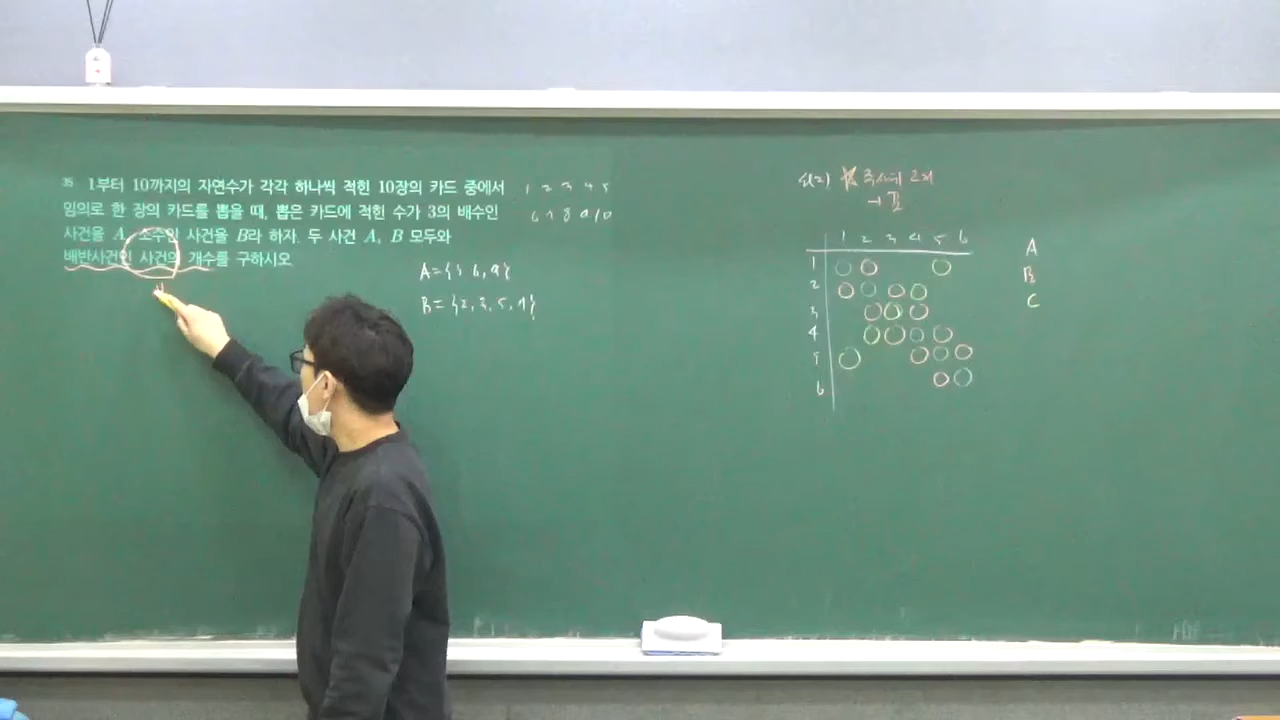 35 1부터 10까지의 자연수가 각각 하나씩 적힌 10장의 카드 중에서
임의로 한 장의 카드를 뽑을 때, 뽑은 카드에 적힌 수가 3의 배수인
사건을 A, 소수인 사건을 B라 하자. 두 사건 A, B 모두와
배반사건인 사건의 개수를 구하시오
1 2 3 4 5
6 7 8 9 10
A={3, 6, 9}
B={2, 3, 5, 7}
주사위 2개
1 2 3 4 5 6
1
2
3
4
5
6
A
B
C